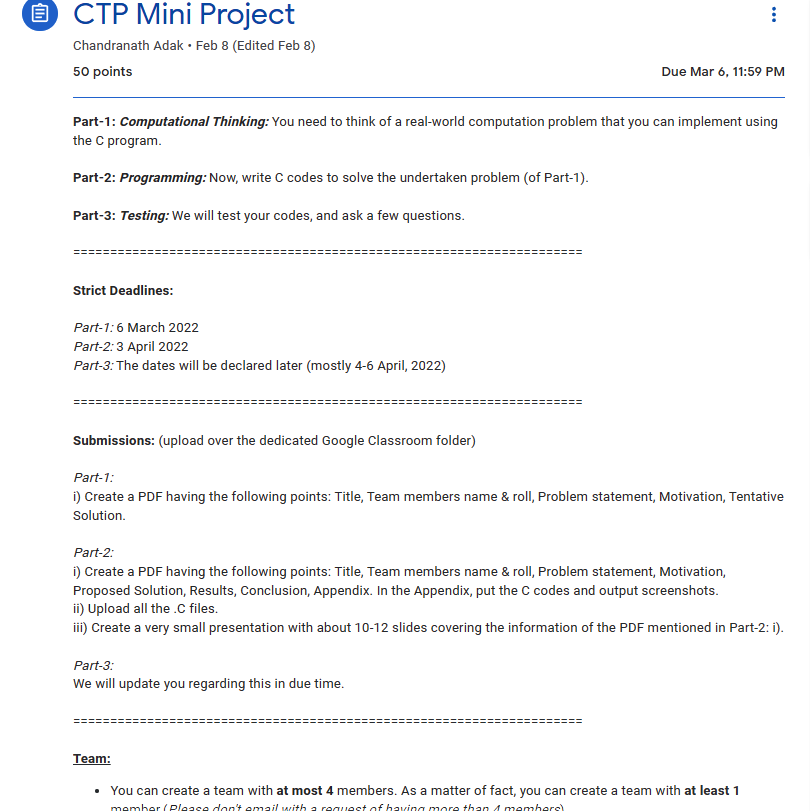 CTP Mini Project
Chandranath Adak • Feb 8 (Edited Feb 8)
50 points Due Mar 6, 11:59 PM
Part-1: Computational Thinking: You need to think of a real-world computation problem that you can implement using
the C program.
Part-2: Programming: Now, write C codes to solve the undertaken problem (of Part-1).
Part-3: Testing: We will test your codes, and ask a few questions.
=====================================================================
Strict Deadlines:
Part-1: 6 March 2022
Part-2: 3 April 2022
Part-3: The dates will be declared later (mostly 4-6 April, 2022)
=====================================================================
Submissions: (upload over the dedicated Google Classroom folder)
Part-1:
i) Create a PDF having the following points: Title, Team members name & roll, Problem statement, Motivation, Tentative
Solution.
Part-2:
i) Create a PDF having the following points: Title, Team members name & roll, Problem statement, Motivation,
Proposed Solution, Results, Conclusion, Appendix. In the Appendix, put the C codes and output screenshots.
ii) Upload all the .C files.
iii) Create a very small presentation with about 10-12 slides covering the information of the PDF mentioned in Part-2: i).
Part-3:
We will update you regarding this in due time.
=====================================================================
Team:
• You can create a team with at most 4 members. As a matter of fact, you can create a team with at least 1
member (Please don't email with a request of having more than 4 members)